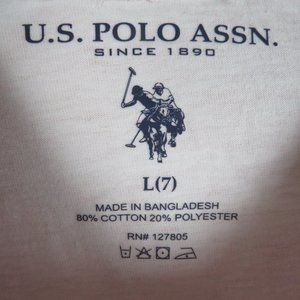 U.S. POLO ASSN.
SINCE 1890
L(7)
MADE IN BANGLADESH
80% COTTON 20% POLYESTER
RN# 127805